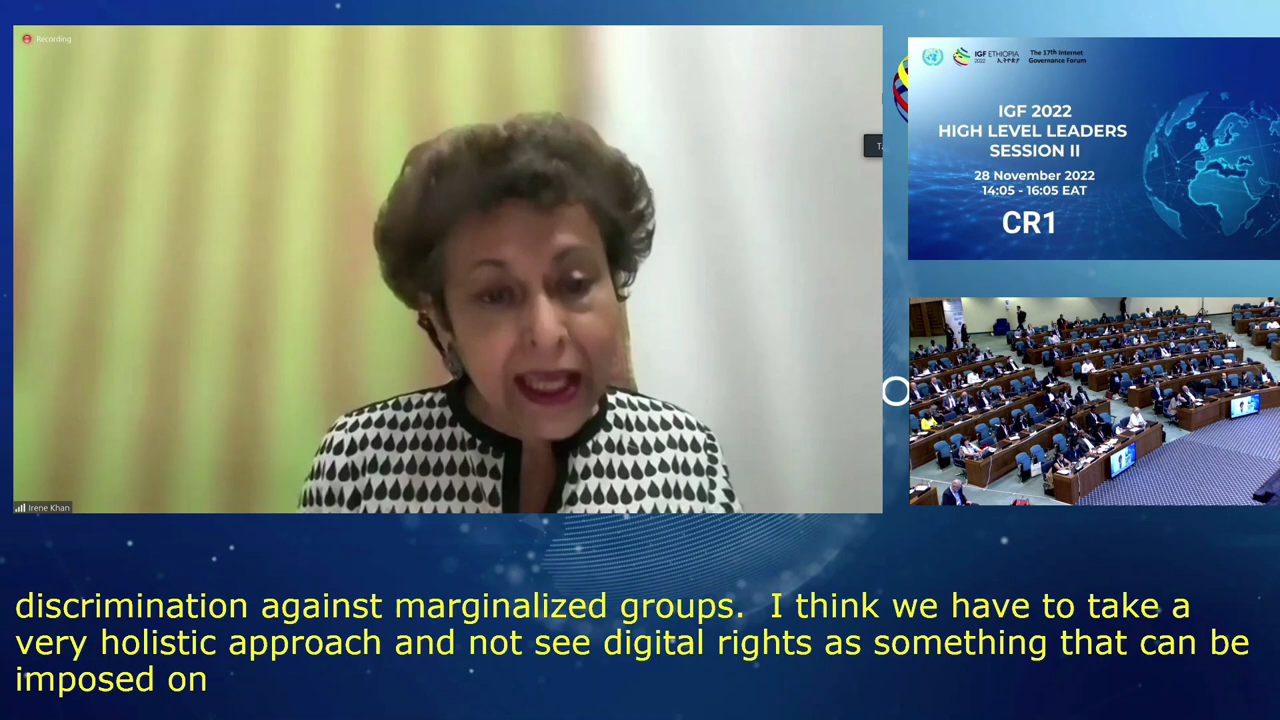 Recording
Irene Khan
IGF ETHIOPIA
2022 ኢትዮጵያ
The 17th Internet
Governance Forum
IGF 2022
HIGH LEVEL LEADERS
SESSION II
28 November 2022
14:05 - 16:05 EAT
CR1
discrimination against marginalized groups. I think we have to take a
very holistic approach and not see digital rights as something that can be
imposed on